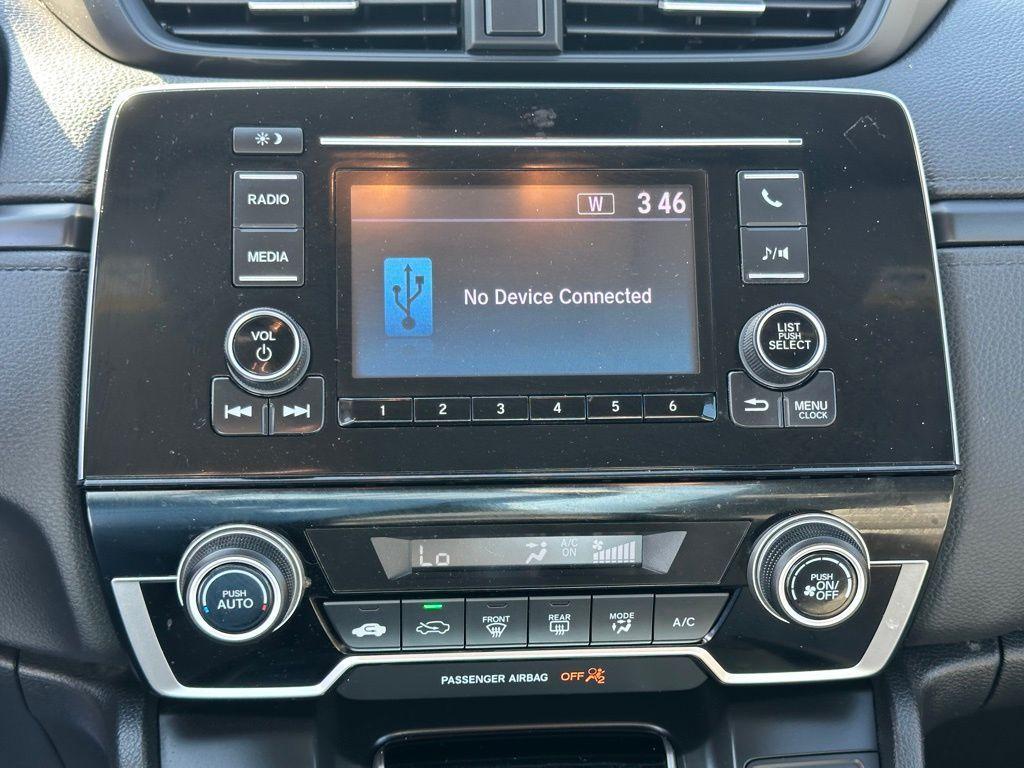 RADIO
W 3 46
MEDIA
No Device Connected
VOL
LIST
PUSH
SELECT
1 2 3 4 5 6
MENU
CLOCK
Lo
A/C
ON
PUSH
AUTO
PUSH
ON/
OFF
FRONT
REAR
MODE
A/C
PASSENGER AIRBAG OFF 2